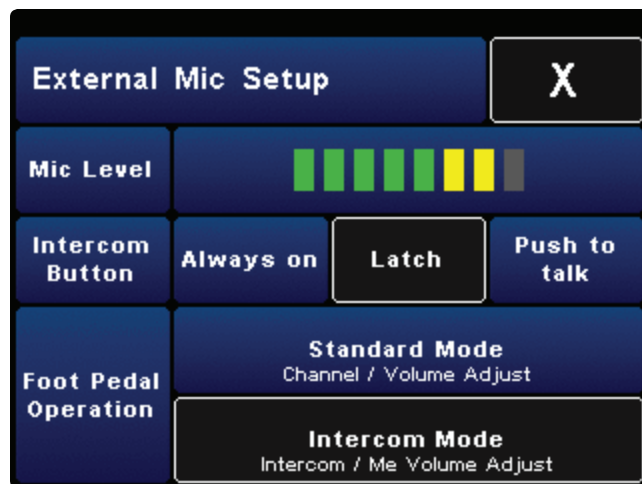 External Mic Setup
X
Mic Level
Intercom
Button
Always on
Latch
Push to
talk
Foot Pedal
Operation
Standard Mode
Channel / Volume Adjust
Intercom Mode
Intercom / Me Volume Adjust